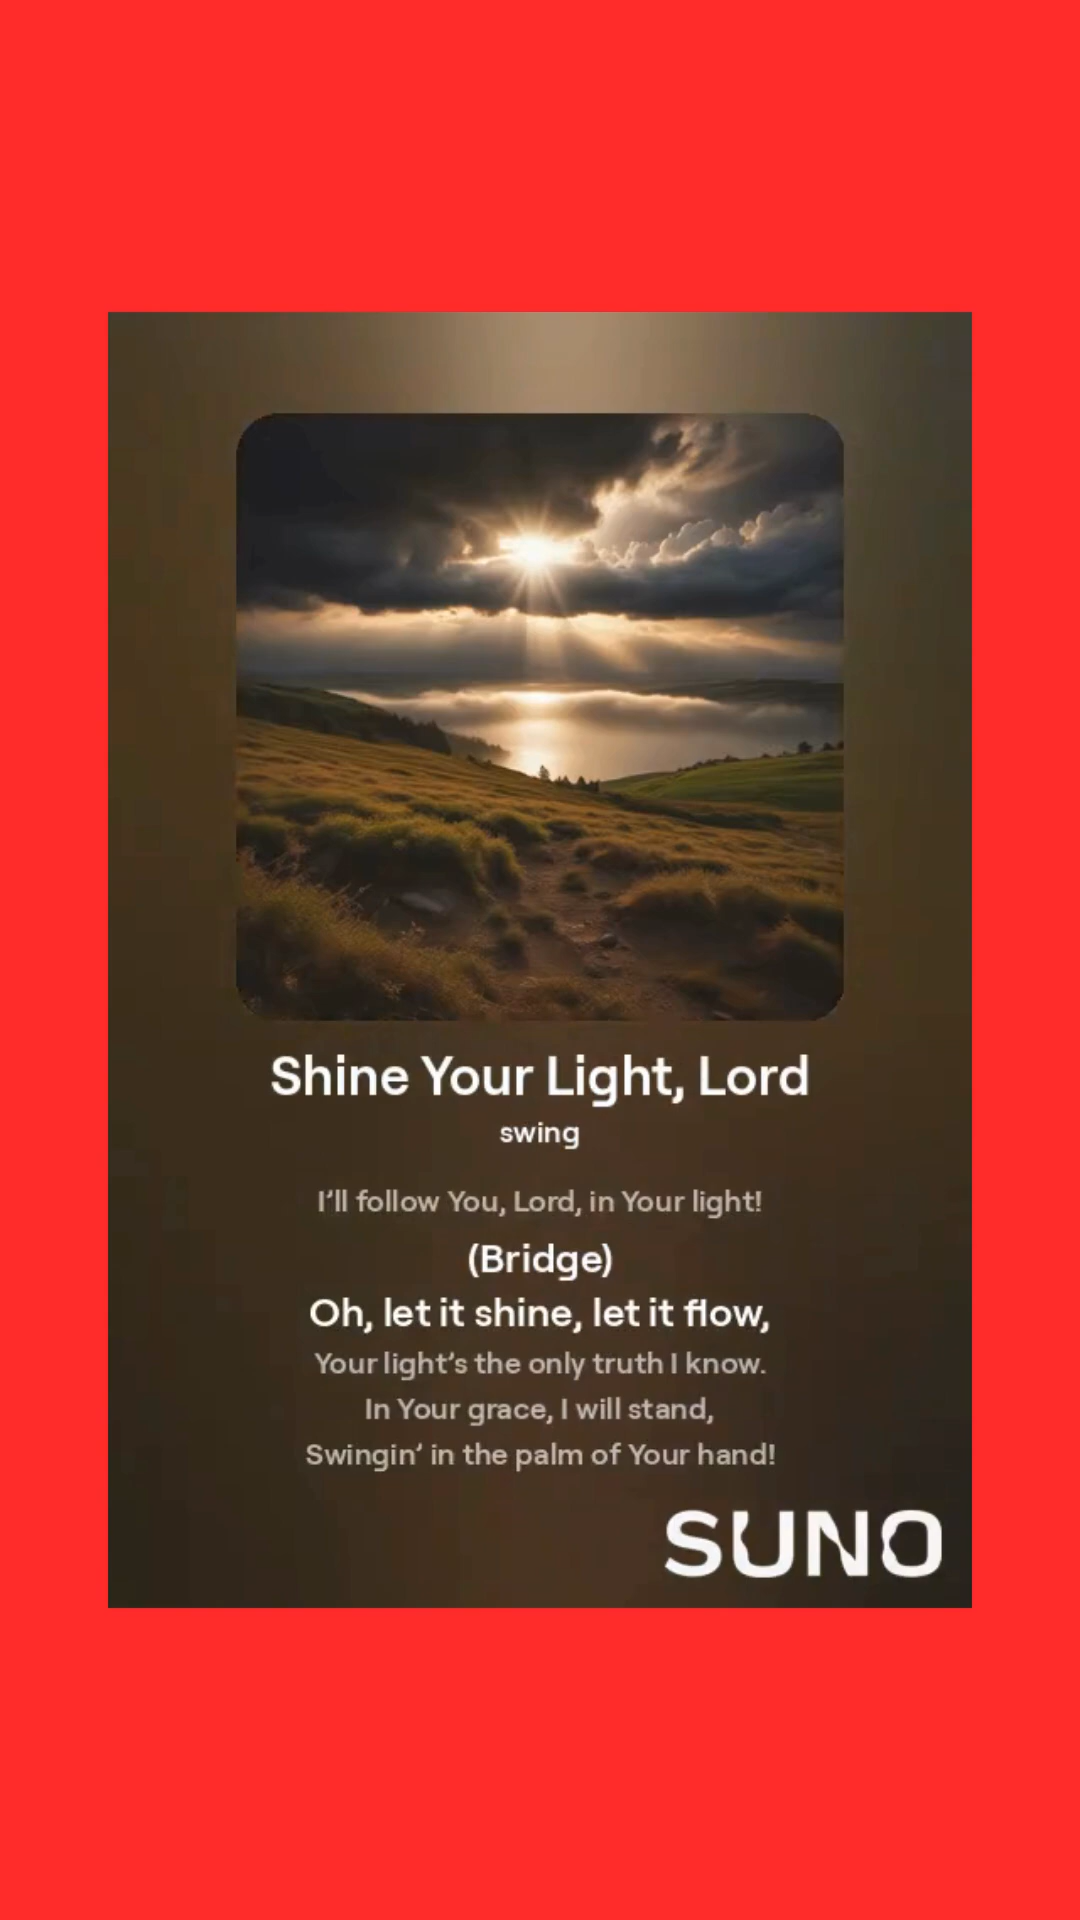 Shine Your Light, Lord
swing
I’ll follow You, Lord, in Your light!
(Bridge)
Oh, let it shine, let it flow,
Your light’s the only truth I know.
In Your grace, I will stand,
Swingin’ in the palm of Your hand!
SUNO